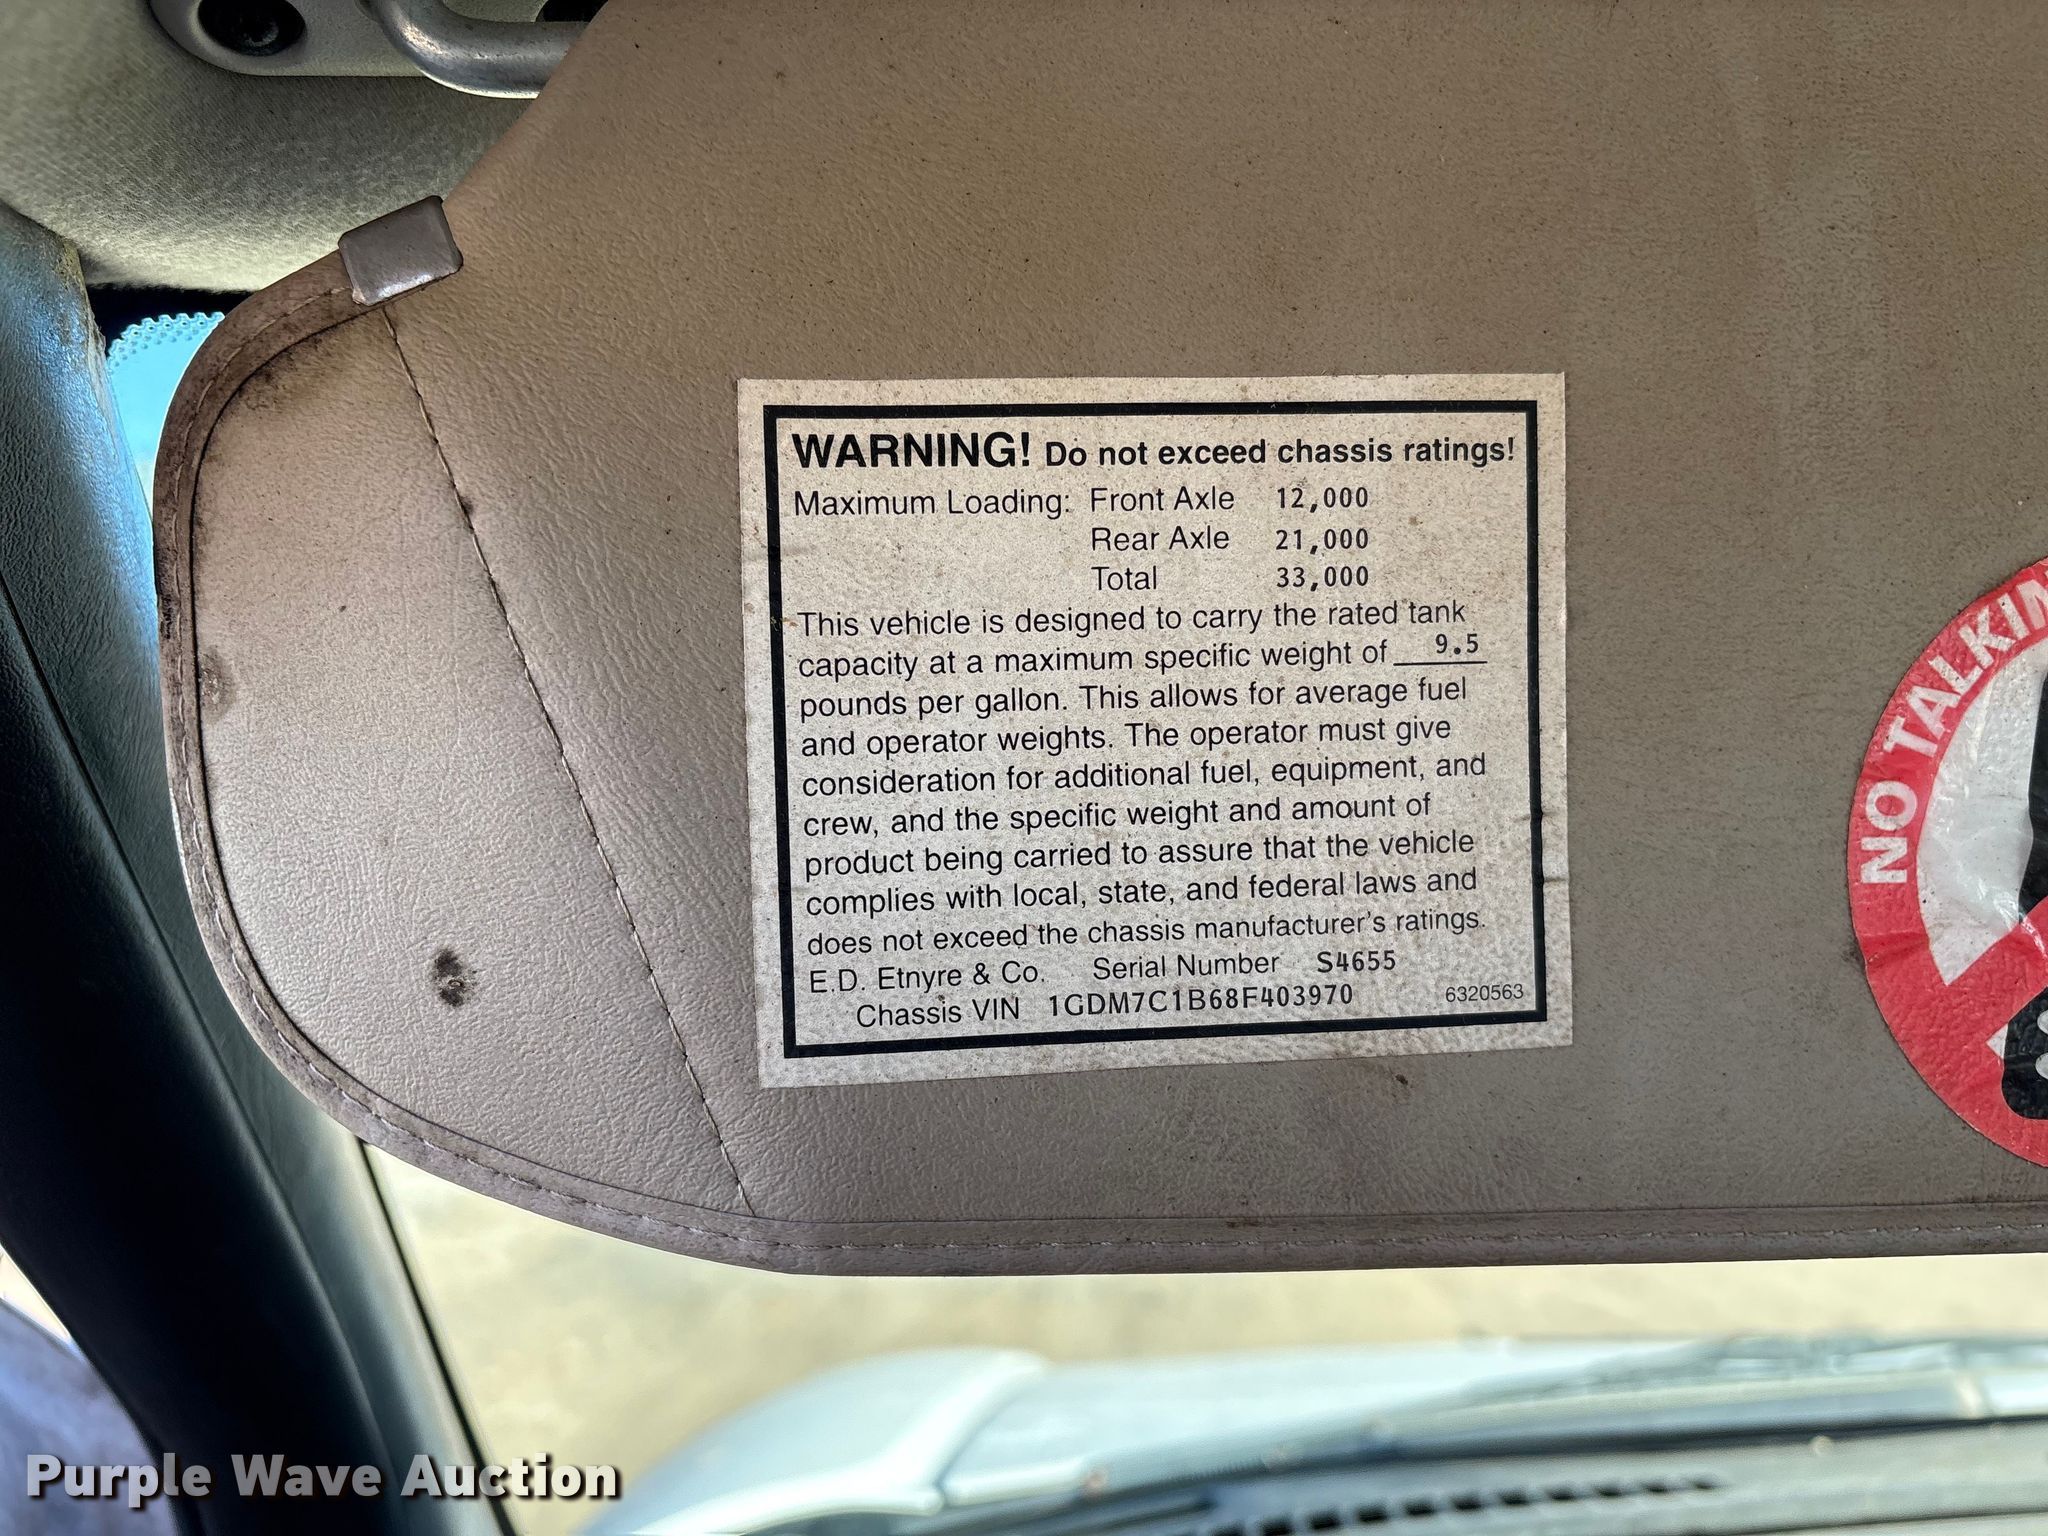 WARNING! Do not exceed chassis ratings!
Maximum Loading: Front Axle 12,000
Rear Axle 21,000
Total 33,000
This vehicle is designed to carry the rated tank
capacity at a maximum specific weight of 9.5
pounds per gallon. This allows for average fuel
and operator weights. The operator must give
consideration for additional fuel, equipment, and
crew, and the specific weight and amount of
product being carried to assure that the vehicle
complies with local, state, and federal laws and
does not exceed the chassis manufacturer's ratings.
E.D. Etnyre & Co. Serial Number S4655
Chassis VIN 1GDM7C1B68F403970 6320563
NO
Purple Wave Auction